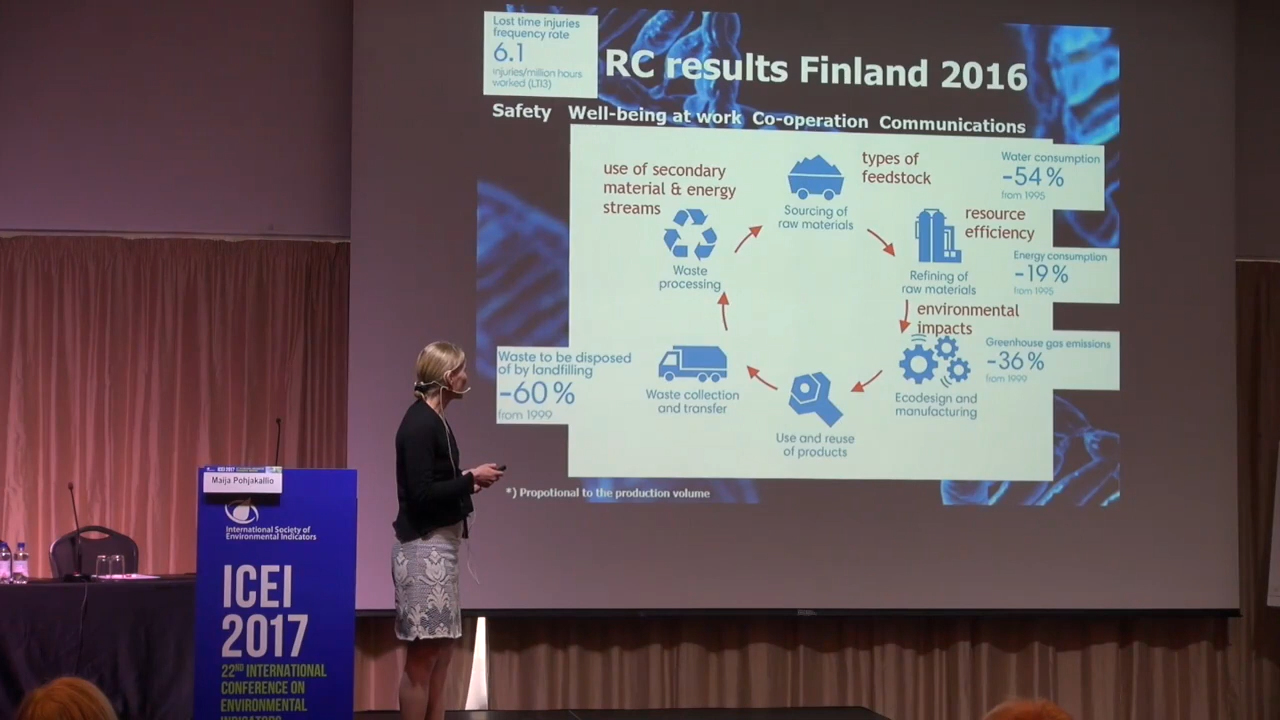 Lost time injuries
frequency rate
6.1
injuries/million hours
worked (LTI3)
RC results Finland 2016
Safety Well-being at work Co-operation Communications
use of secondary
material & energy
streams
Sourcing of
raw materials
types of
feedstock
Water consumption
-54 %
from 1995
Waste
processing
Refining of
raw materials
resource
efficiency
Energy consumption
-19 %
from 1995
environmental
impacts
Greenhouse gas emissions
-36 %
from 1999
Waste to be disposed
of by landfilling
-60 %
from 1999
Waste collection
and transfer
Use and reuse
of products
Ecodesign and
manufacturing
*) Propotional to the production volume
ICEI 2017
Maija Pohjakallio
International Society of
Environmental Indicators
ICEI
2017
22ND INTERNATIONAL
CONFERENCE ON
ENVIRONMENTAL
INDICATORS